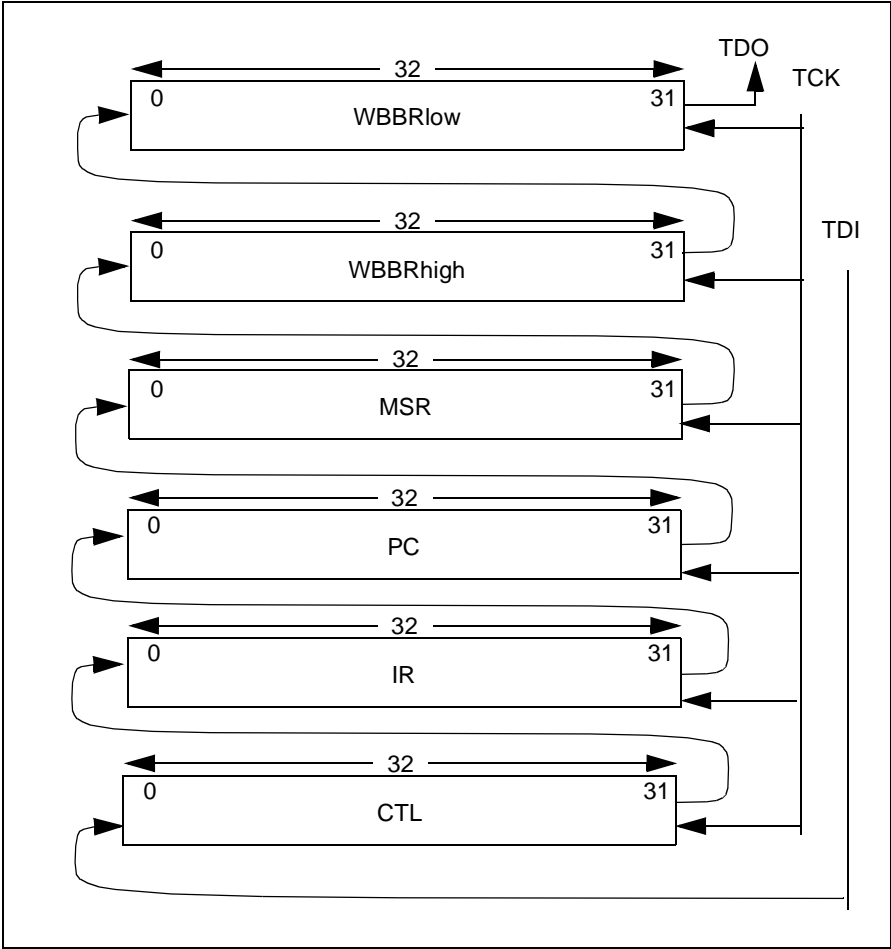 TDO
32
TCK
0 31
WBBRlow
32
TDI
0 31
WBBRhigh
32
0 31
MSR
32
0 31
PC
32
0 31
IR
32
0 31
CTL